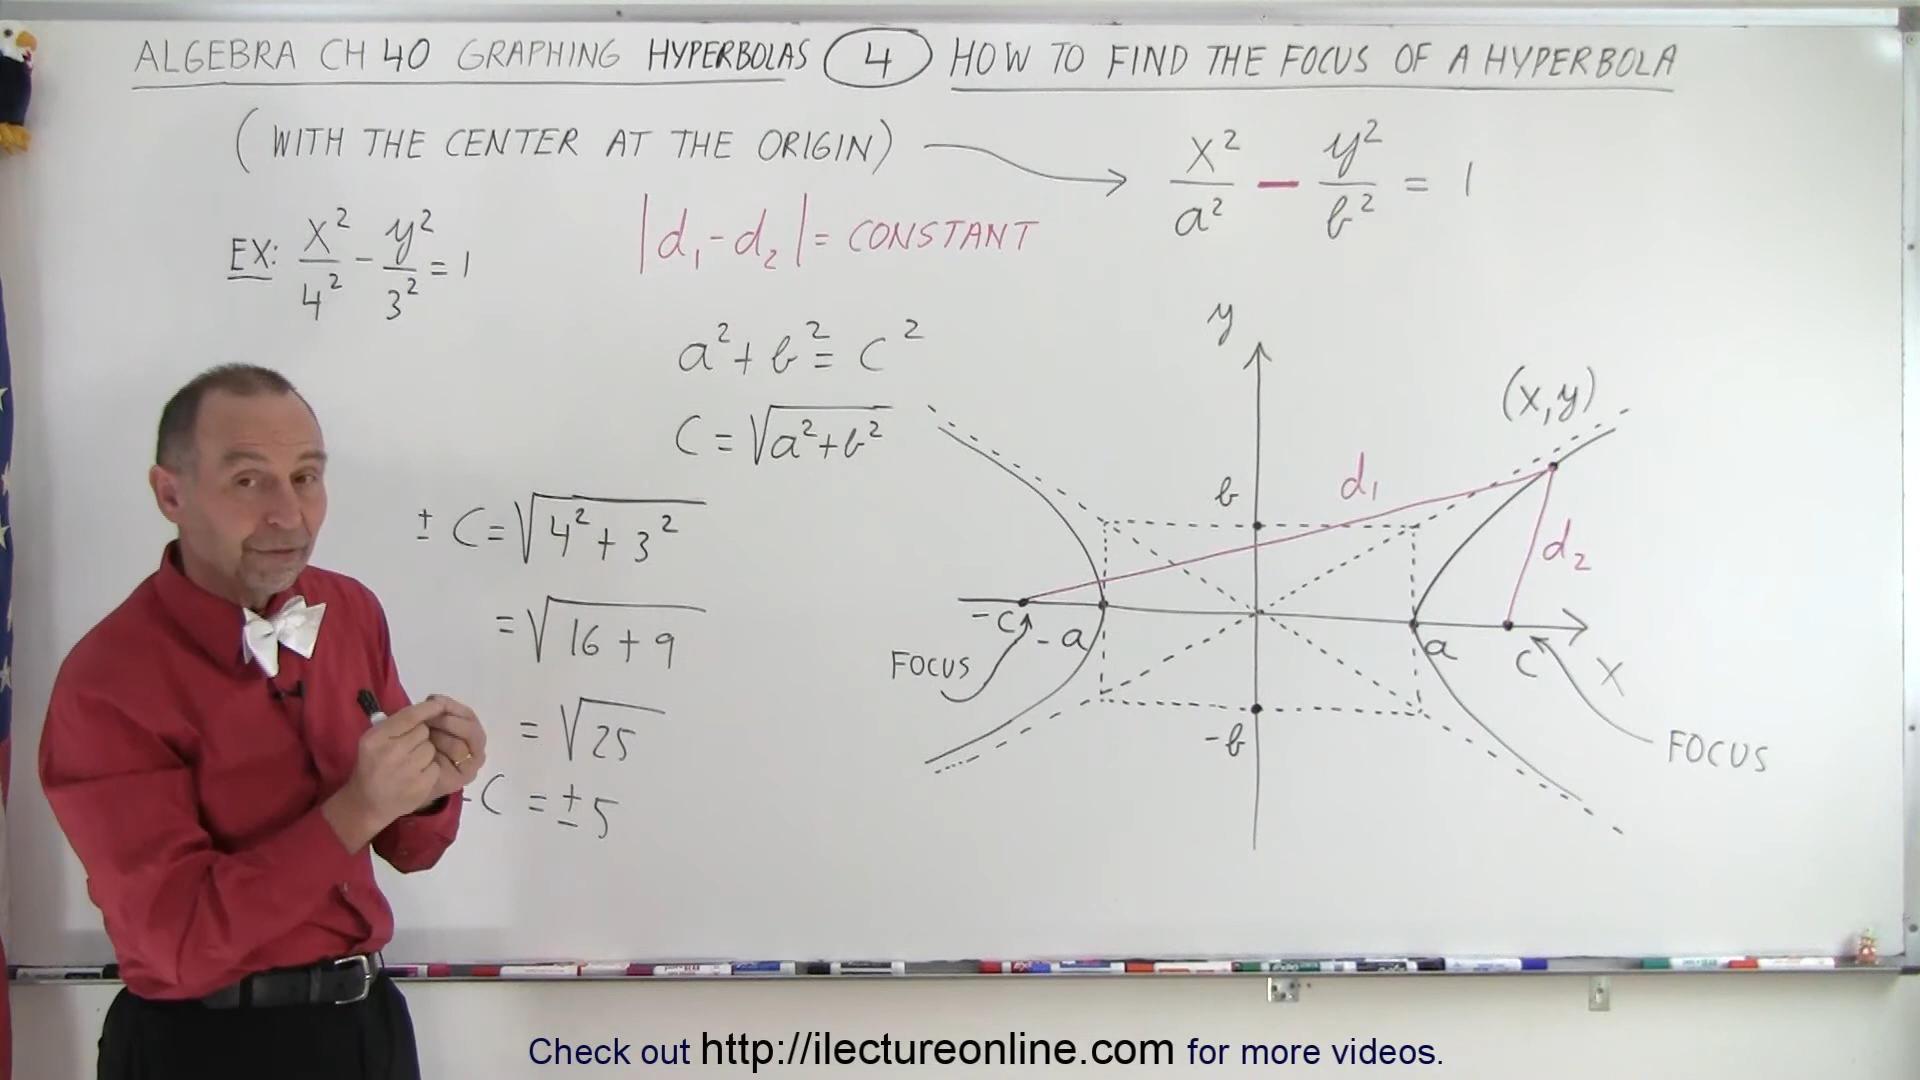 ALGEBRA CH 40 GRAPHING HYPERBOLAS 4 HOW TO FIND THE FOCUS OF A HYPERBOLA
(WITH THE CENTER AT THE ORIGIN) → x²/a² - y²/b² = 1
EX: x²/4² - y²/3² = 1
|d₁-d₂| = CONSTANT
a² + b² = c²
C = √a²+b²
± C = √4² + 3²
= √16 + 9
= √25
C = ± 5
y
(x,y)
b
d₁
d₂
-c
-a
a
c
x
FOCUS
FOCUS
-b
Check out http://ilectureonline.com for more videos.